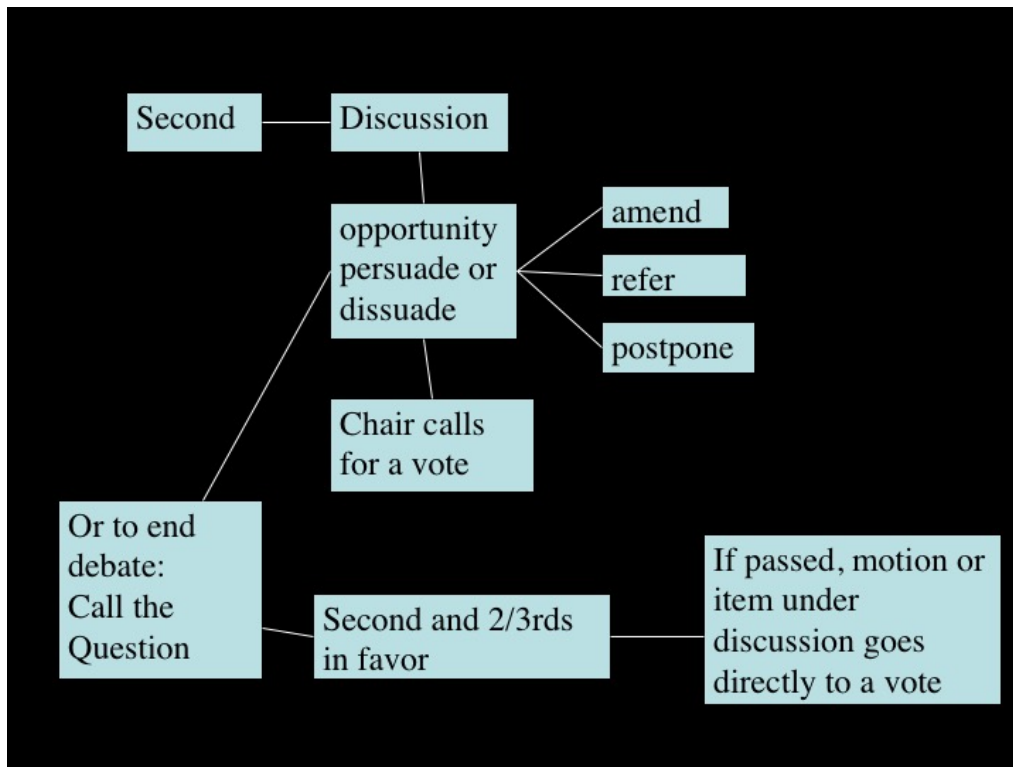 Second
Discussion
opportunity
persuade or
dissuade
amend
refer
postpone
Chair calls
for a vote
Or to end
debate:
Call the
Question
Second and 2/3rds
in favor
If passed, motion or
item under
discussion goes
directly to a vote